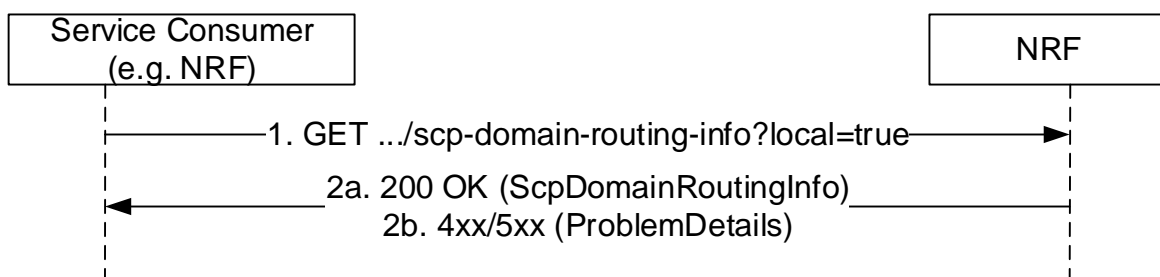 Service Consumer
(e.g. NRF)
NRF
1. GET .../scp-domain-routing-info?local=true
2a. 200 OK (ScpDomainRoutingInfo)
2b. 4xx/5xx (ProblemDetails)